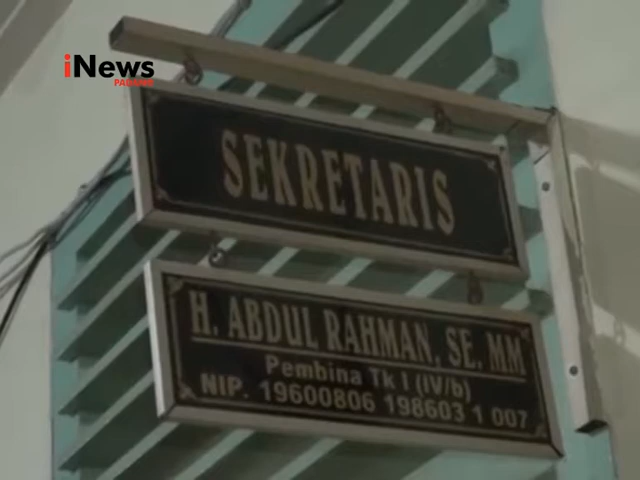 iNews
SEKRETARIS
H. ABDUL RAHMAN, SE. MM
Pembina Tk I (IV/b)
NIP. 19600806 198603 1 007